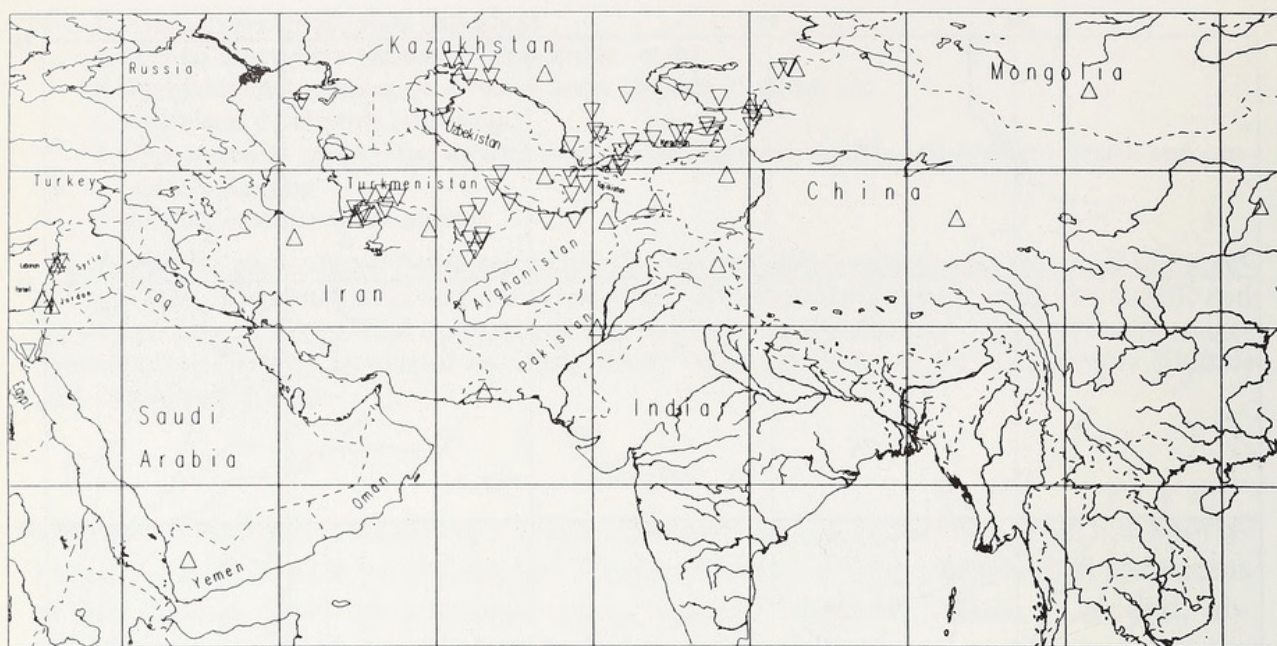 Kazakhstan
Russia
Mongolia
Uzbekistan
Turkey
Turkmenistan
China
Lebanon
Syria
Afghanistan
Israel
Jordan
Iraq
Iran
Pakistan
Egypt
Saudi
Arabia
India
Oman
Yemen